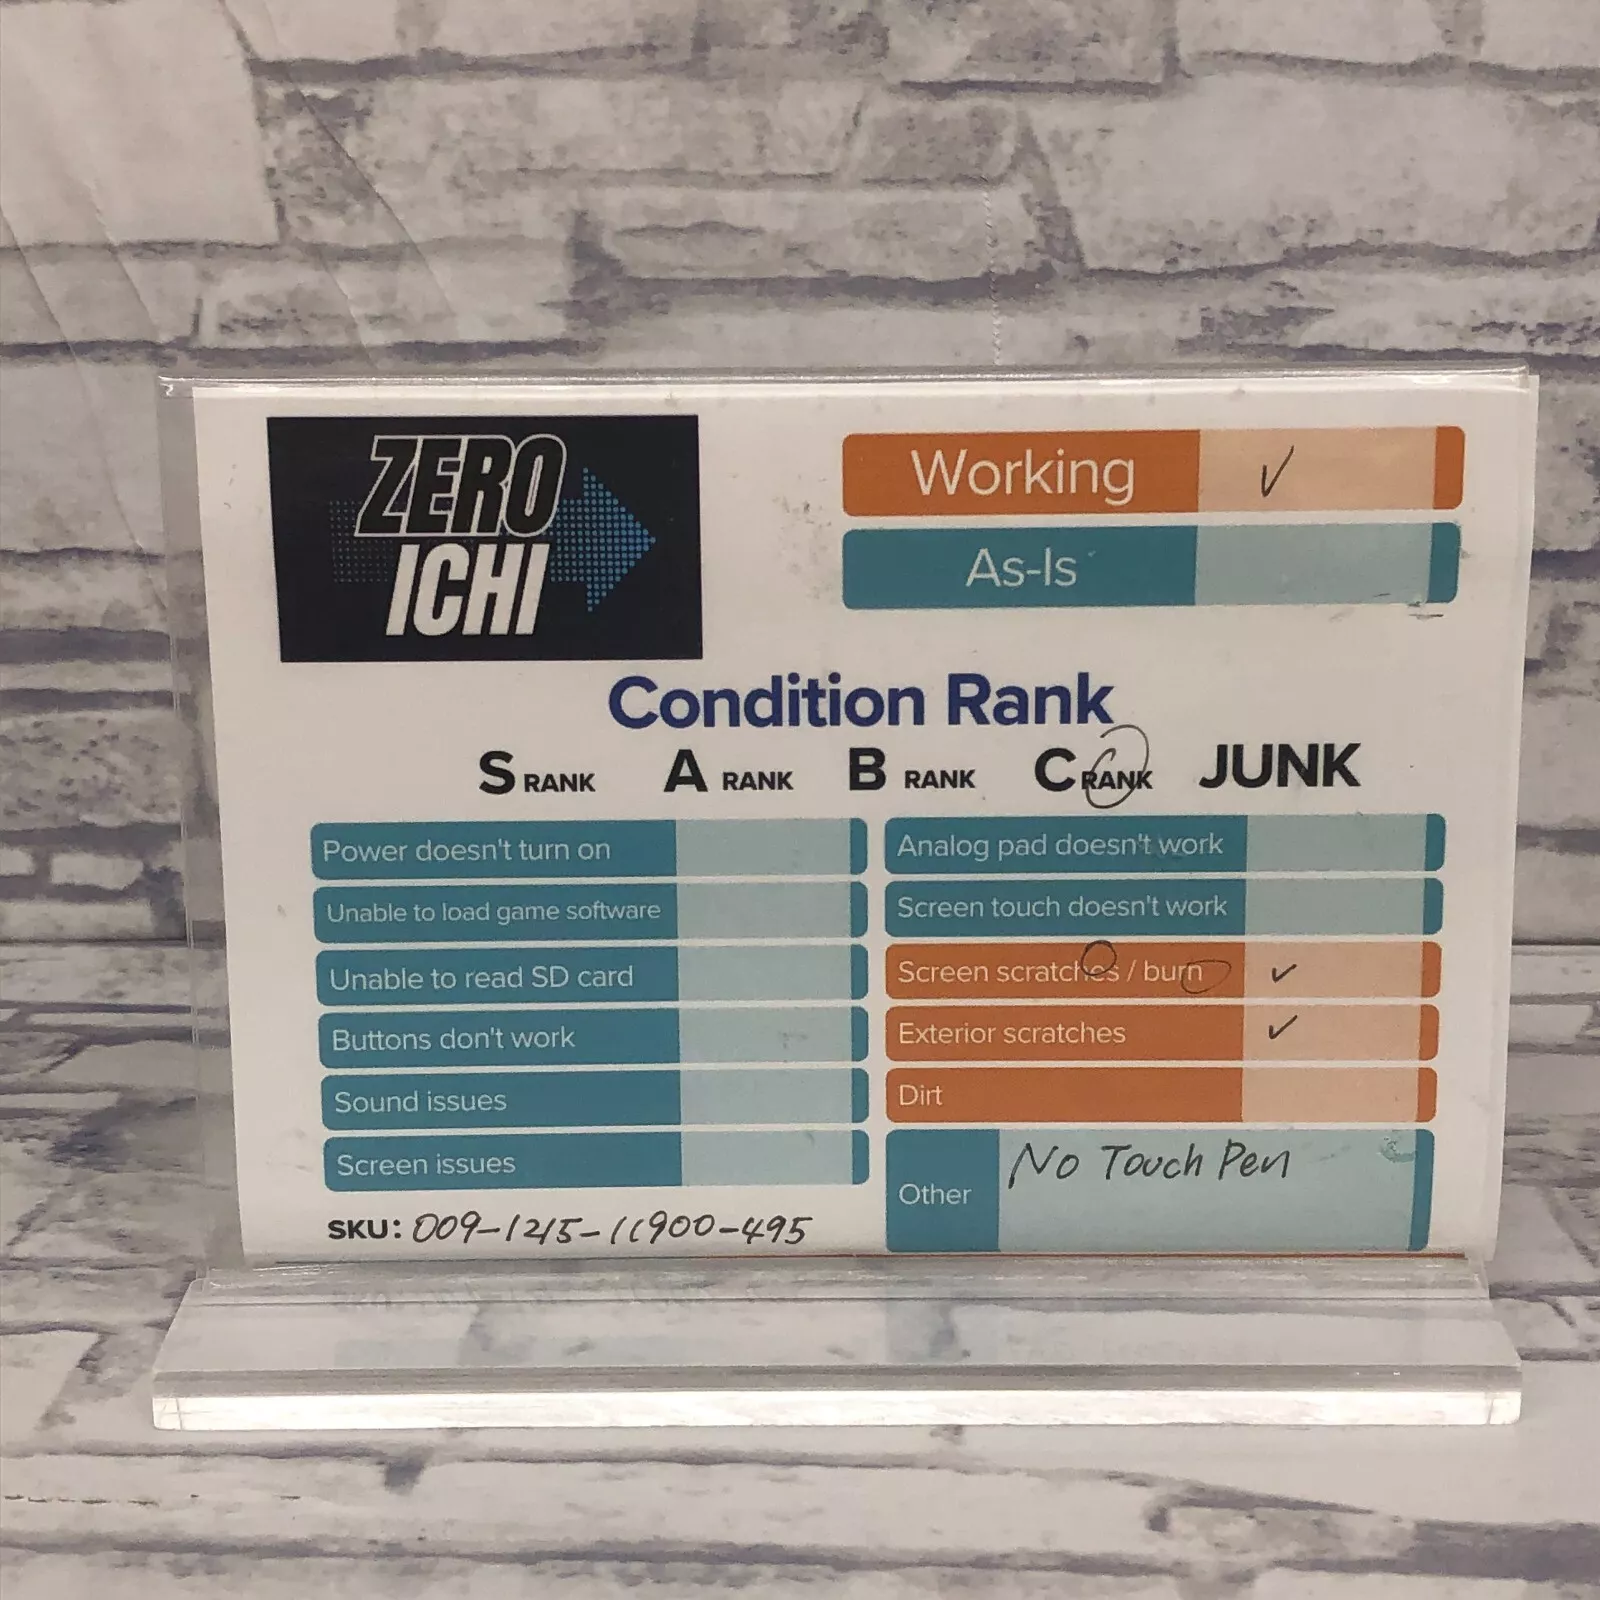 ZERO
ICHI
Working ✓
As-Is
Condition Rank
S RANK A RANK B RANK C RANK JUNK
Power doesn't turn on
Unable to load game software
Unable to read SD card
Buttons don't work
Sound issues
Screen issues
SKU: 009-1215-11900-495
Analog pad doesn't work
Screen touch doesn't work
Screen scratches / burn ✓
Exterior scratches ✓
Dirt
Other No Touch Pen